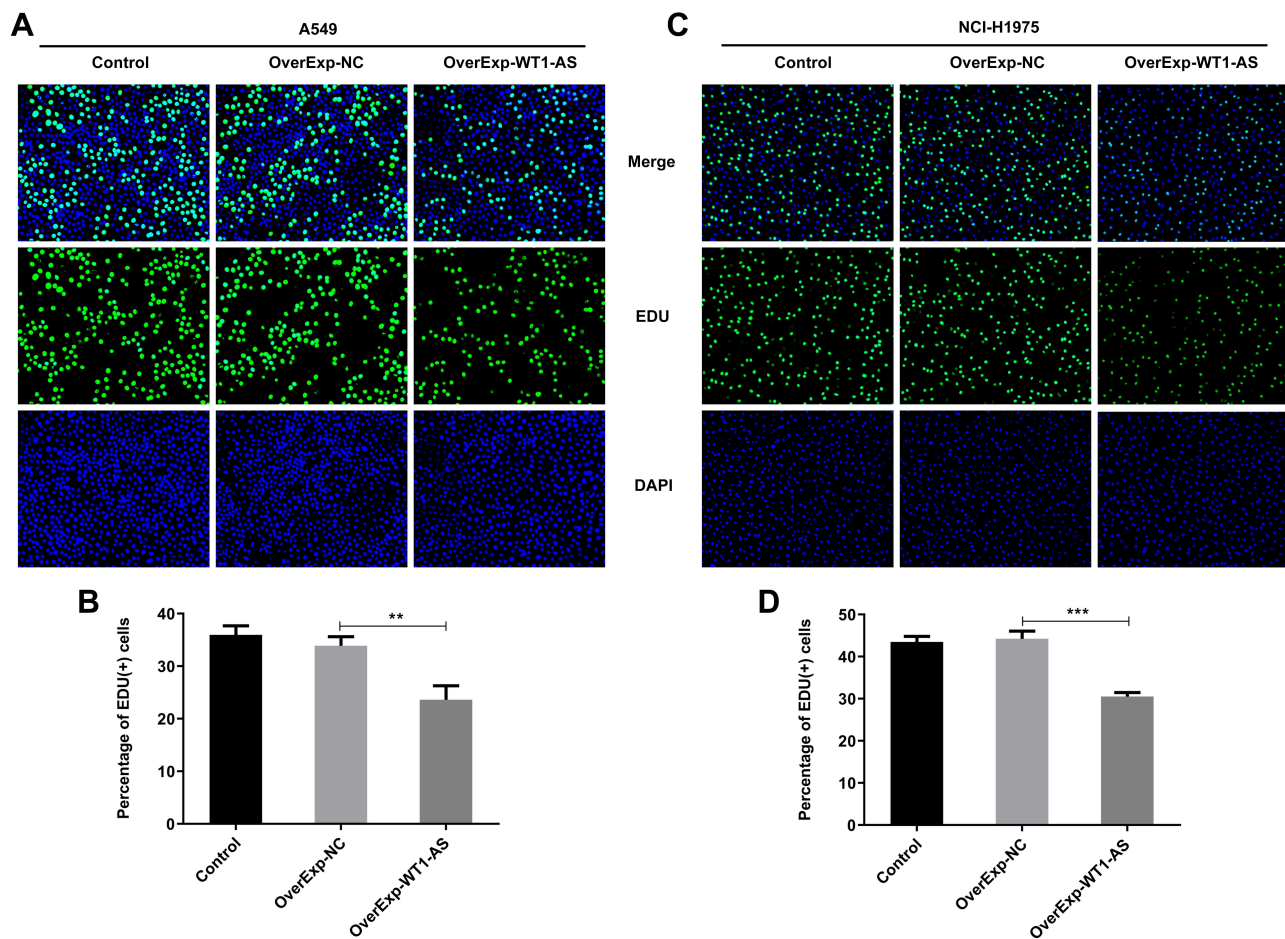 A
A549
Control OverExp-NC OverExp-WT1-AS
C
NCI-H1975
Control OverExp-NC OverExp-WT1-AS
Merge
EDU
DAPI
B
Percentage of EDU(+) cells
40
30
20
10
0
**
Control
OverExp-NC
OverExp-WT1-AS
D
Percentage of EDU(+) cells
50
40
30
20
10
0
***
Control
OverExp-NC
OverExp-WT1-AS